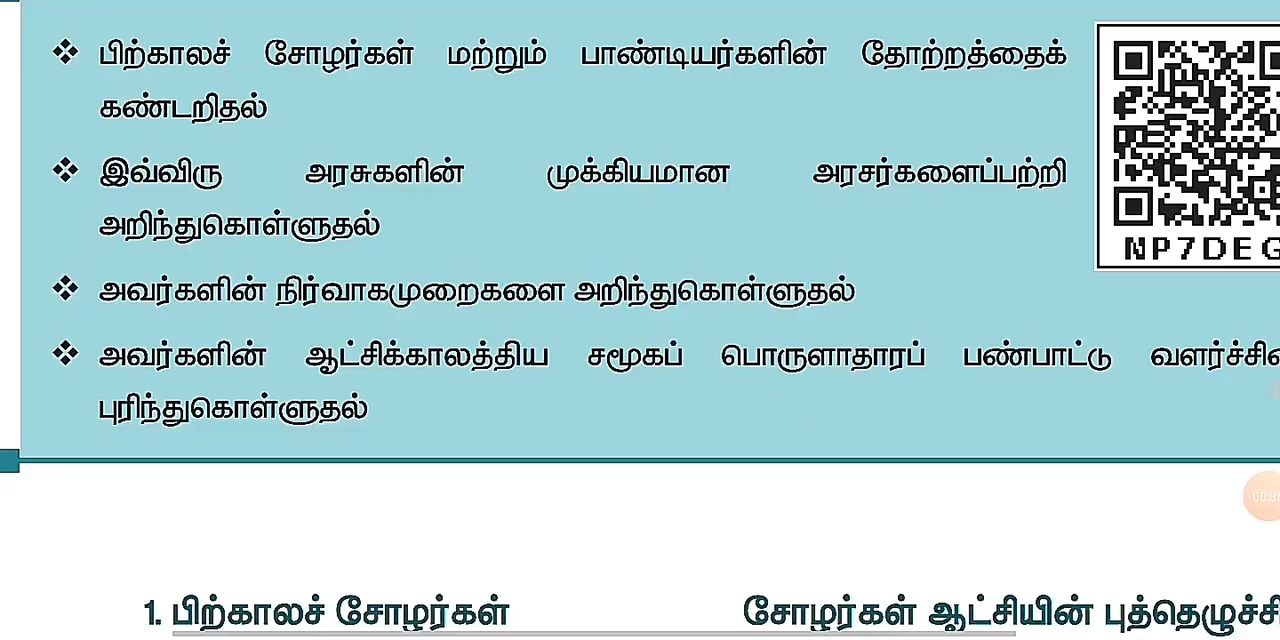 ❖ பிற்காலச் சோழர்கள் மற்றும் பாண்டியர்களின் தோற்றத்தைக்
கண்டறிதல்
❖ இவ்விரு அரசுகளின் முக்கியமான அரசர்களைப்பற்றி
அறிந்துகொள்ளுதல்
❖ அவர்களின் நிர்வாகமுறைகளை அறிந்துகொள்ளுதல்
❖ அவர்களின் ஆட்சிக்காலத்திய சமூகப் பொருளாதாரப் பண்பாட்டு
புரிந்துகொள்ளுதல்
NP7DEG
1. பிற்காலச் சோழர்கள்
சோழர்கள் ஆட்சியின்